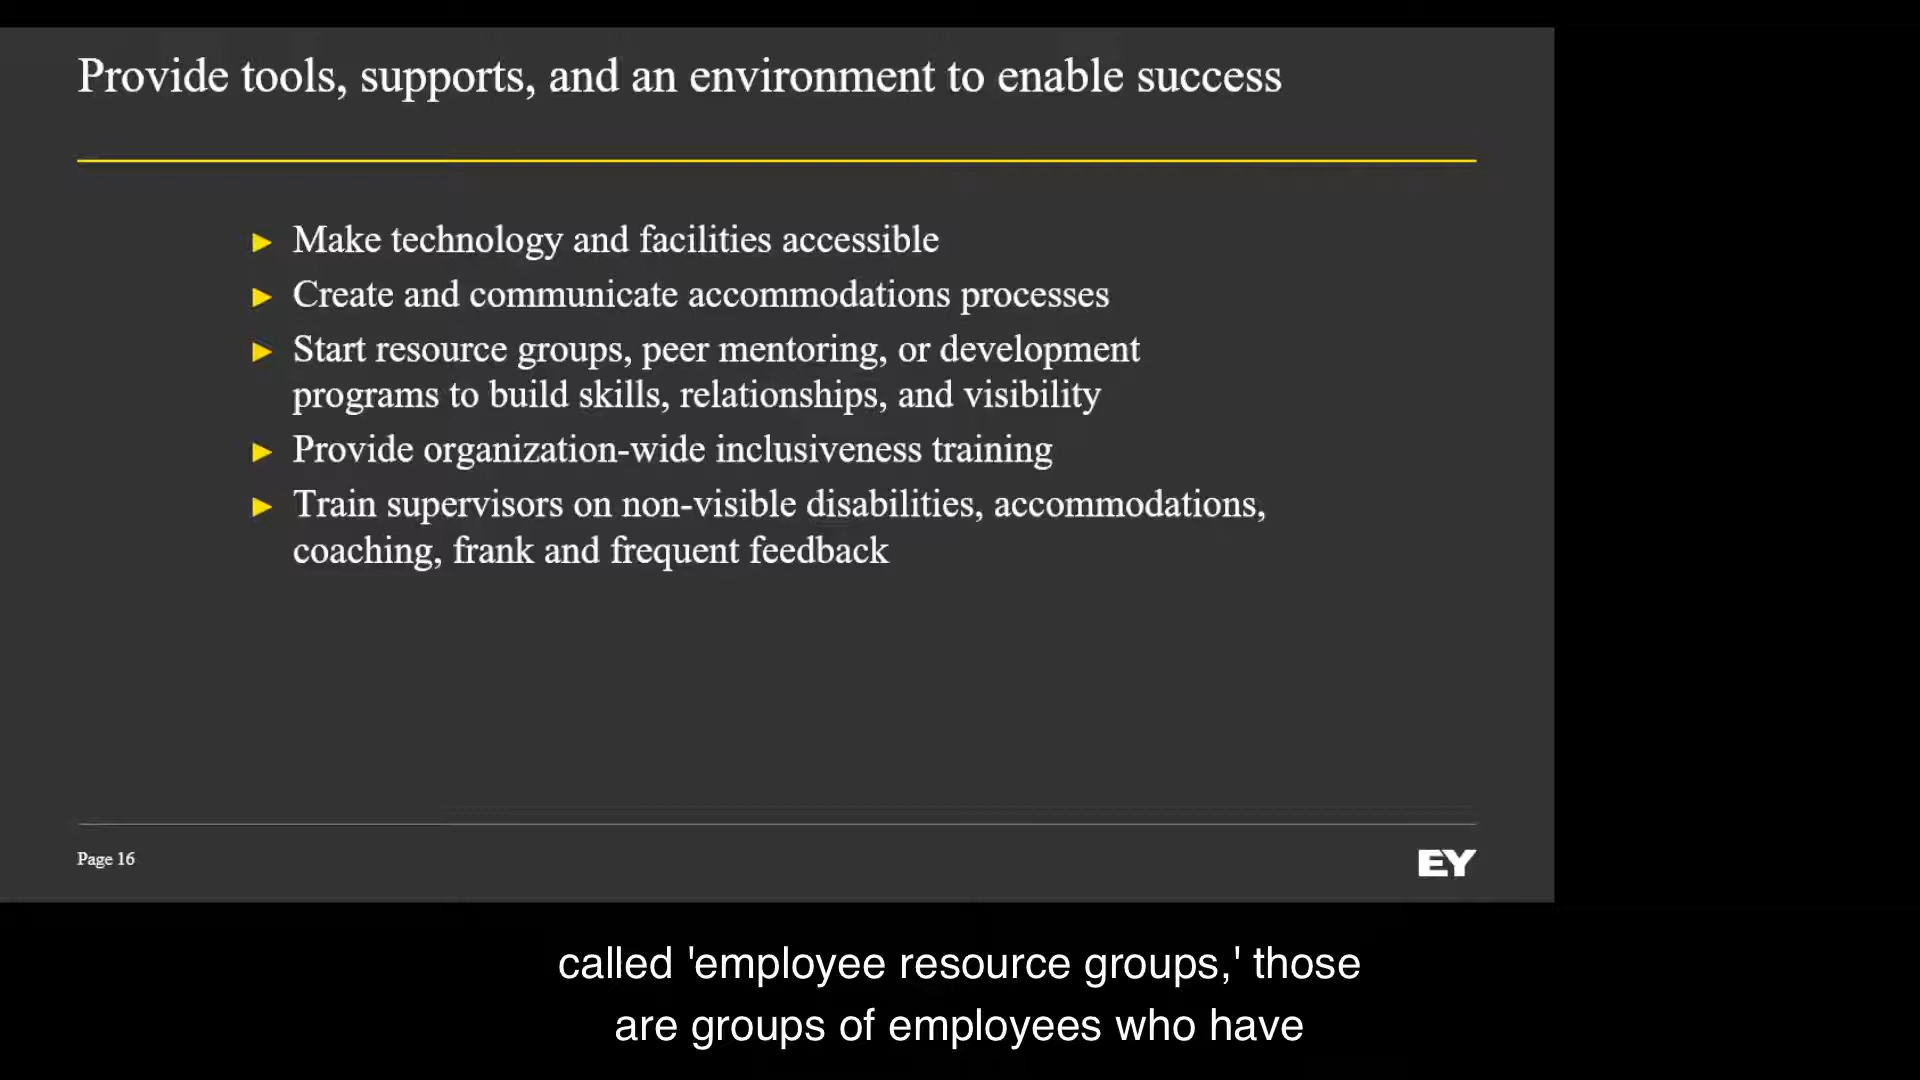 Provide tools, supports, and an environment to enable success
► Make technology and facilities accessible
► Create and communicate accommodations processes
► Start resource groups, peer mentoring, or development
programs to build skills, relationships, and visibility
► Provide organization-wide inclusiveness training
► Train supervisors on non-visible disabilities, accommodations,
coaching, frank and frequent feedback
Page 16
EY
called 'employee resource groups,' those
are groups of employees who have